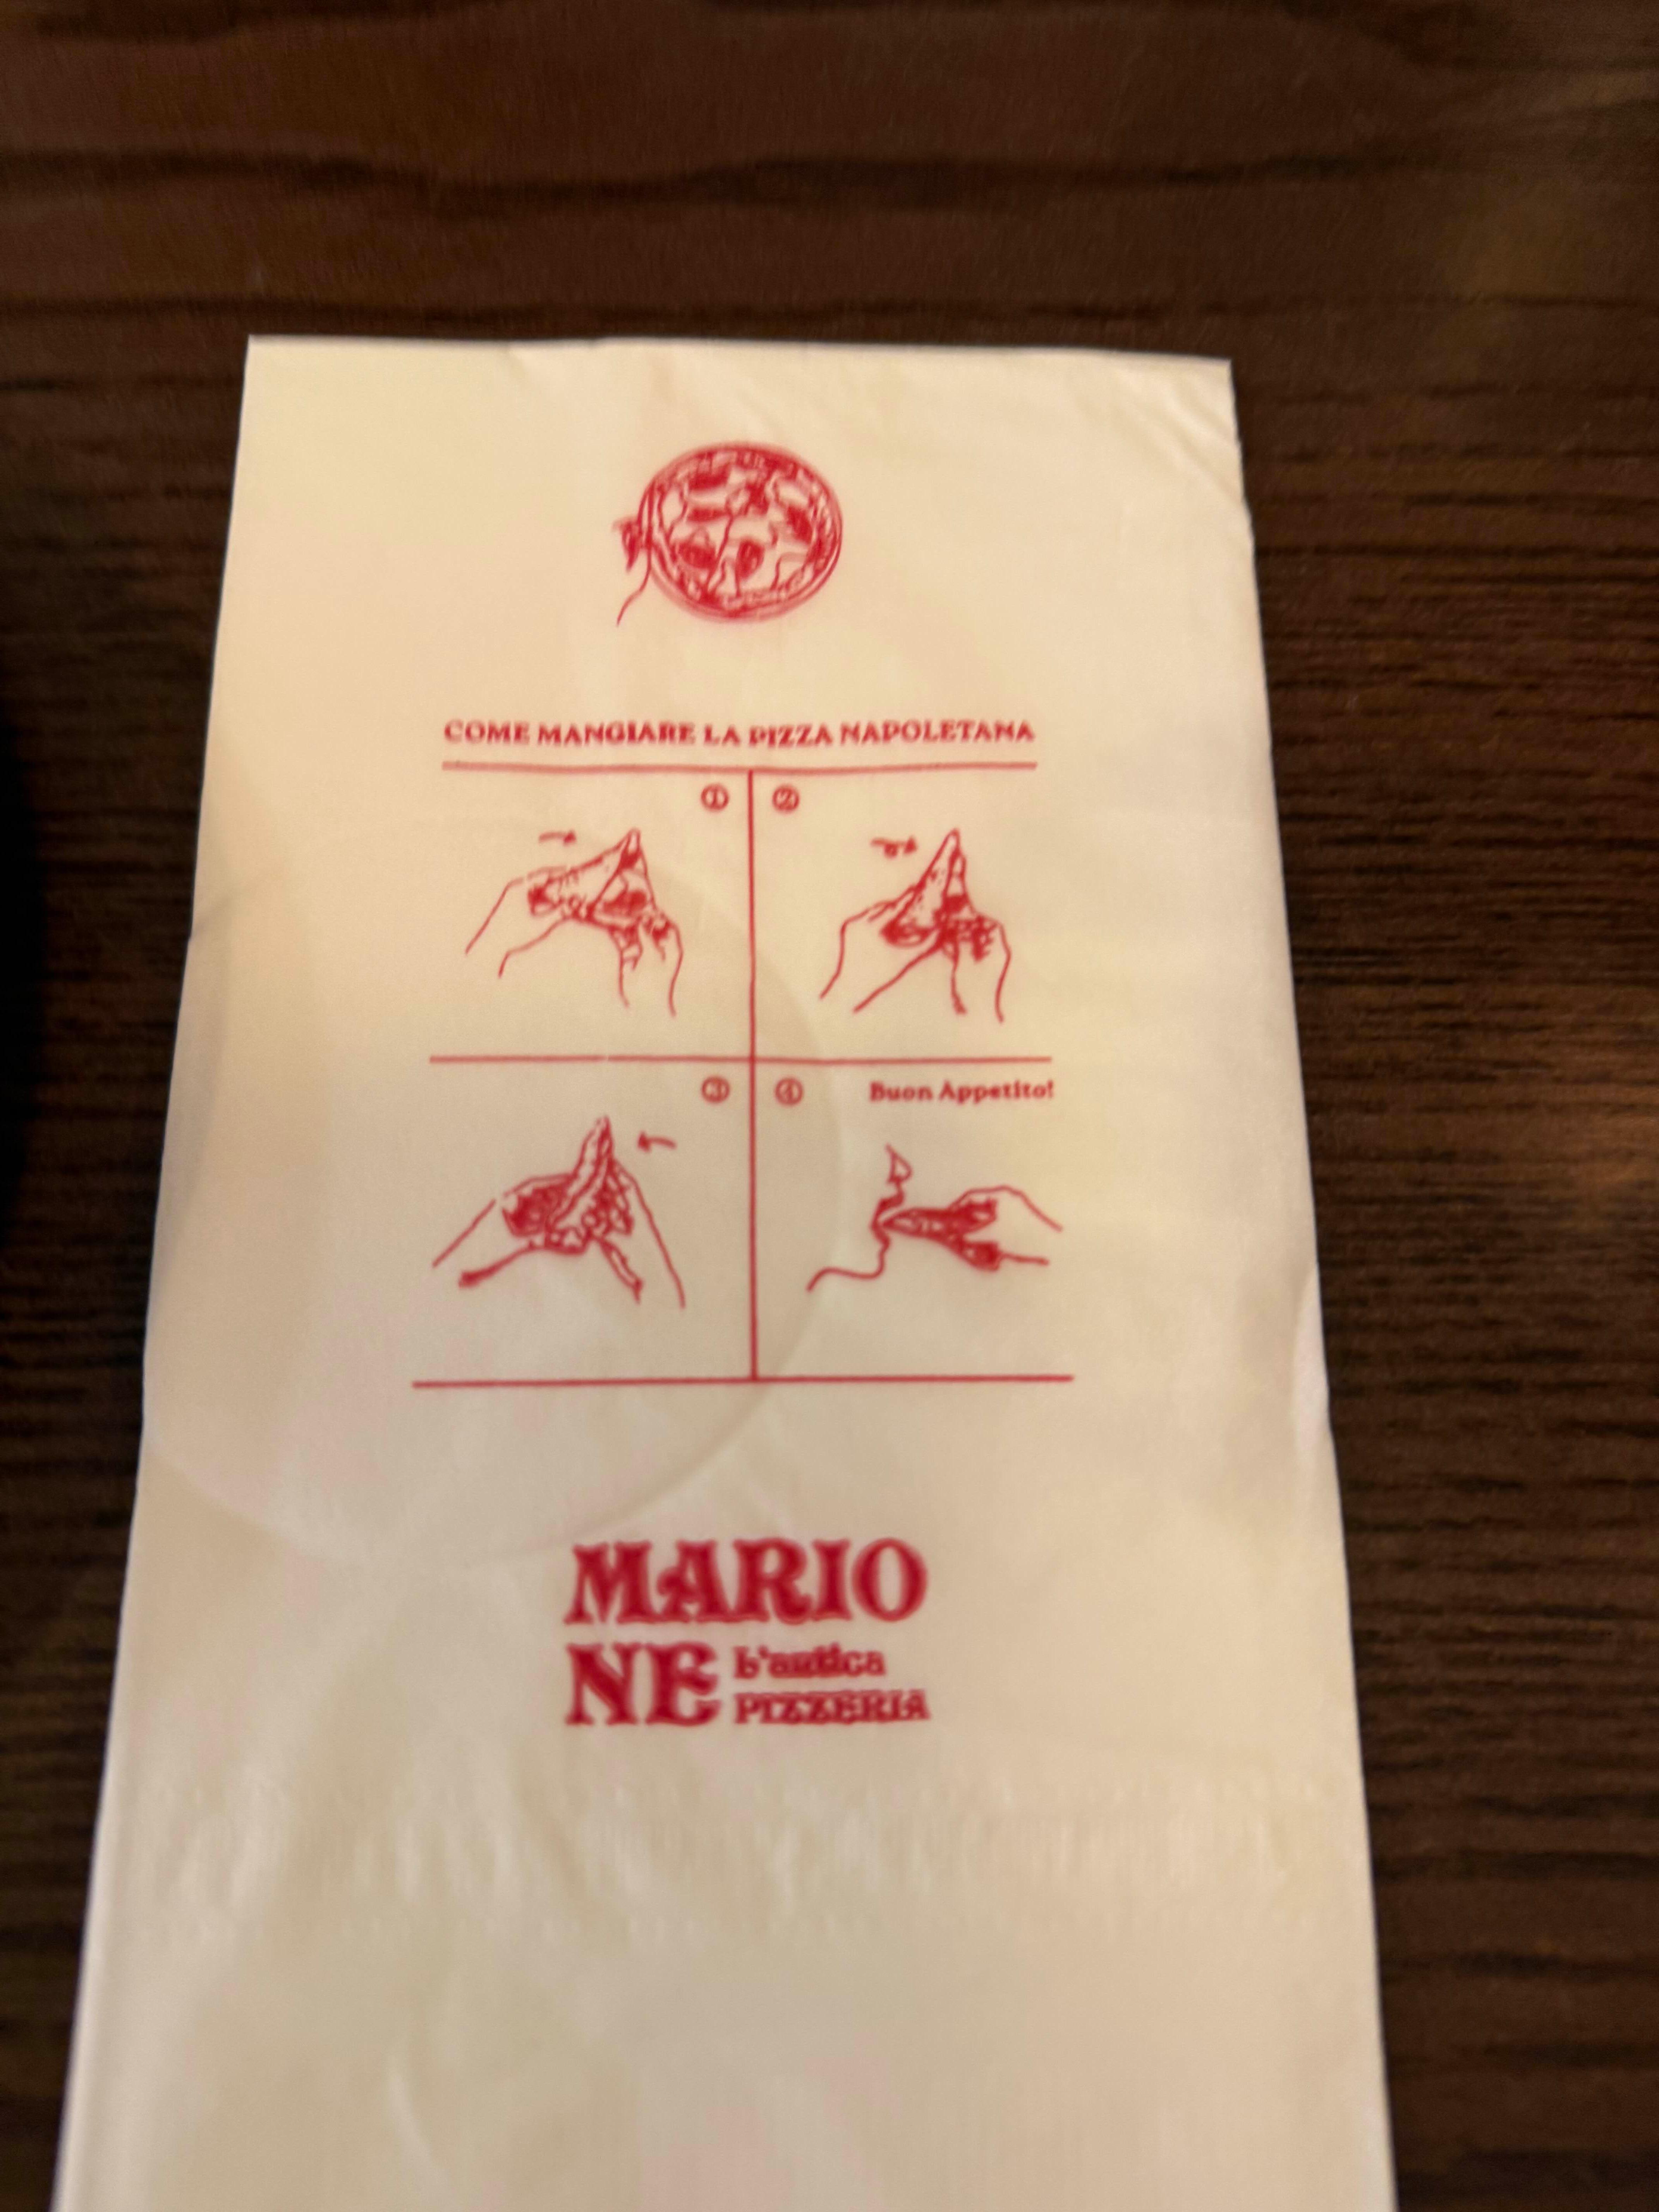 COME MANGIARE LA PIZZA NAPOLETANA
①
②
③
④ Buon Appetito!
MARIO
NE L'antica
PIZZERIA